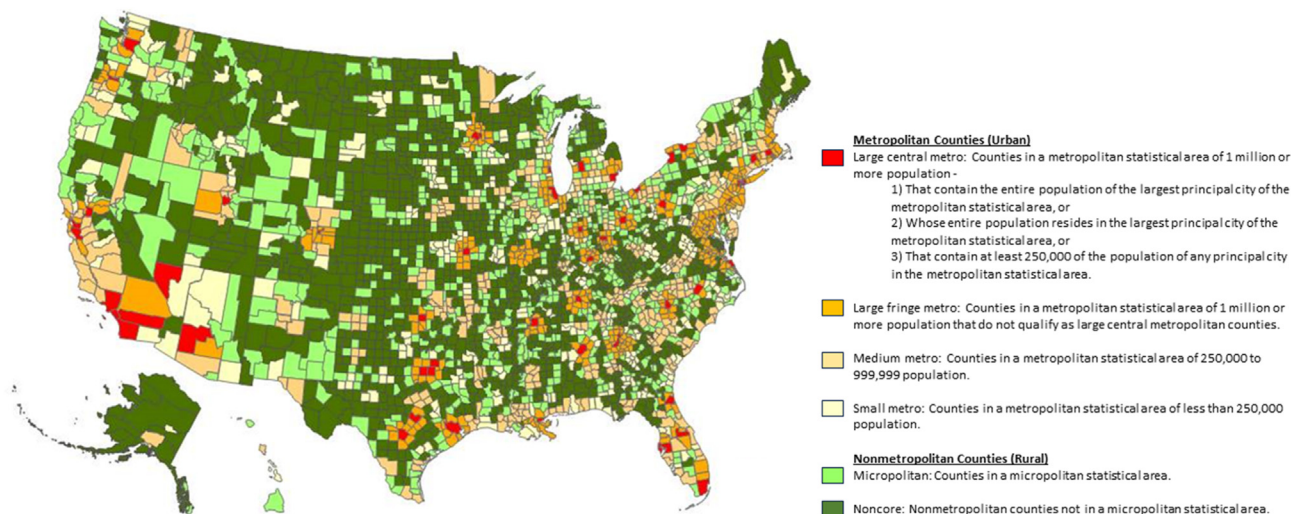 Metropolitan Counties (Urban)
Large central metro: Counties in a metropolitan statistical area of 1 million or
more population -
1) That contain the entire population of the largest principal city of the
metropolitan statistical area, or
2) Whose entire population resides in the largest principal city of the
metropolitan statistical area, or
3) That contain at least 250,000 of the population of any principal city
in the metropolitan statistical area.
Large fringe metro: Counties in a metropolitan statistical area of 1 million or
more population that do not qualify as large central metropolitan counties.
Medium metro: Counties in a metropolitan statistical area of 250,000 to
999,999 population.
Small metro: Counties in a metropolitan statistical area of less than 250,000
population.
Nonmetropolitan Counties (Rural)
Micropolitan: Counties in a micropolitan statistical area.
Noncore: Nonmetropolitan counties not in a micropolitan statistical area.